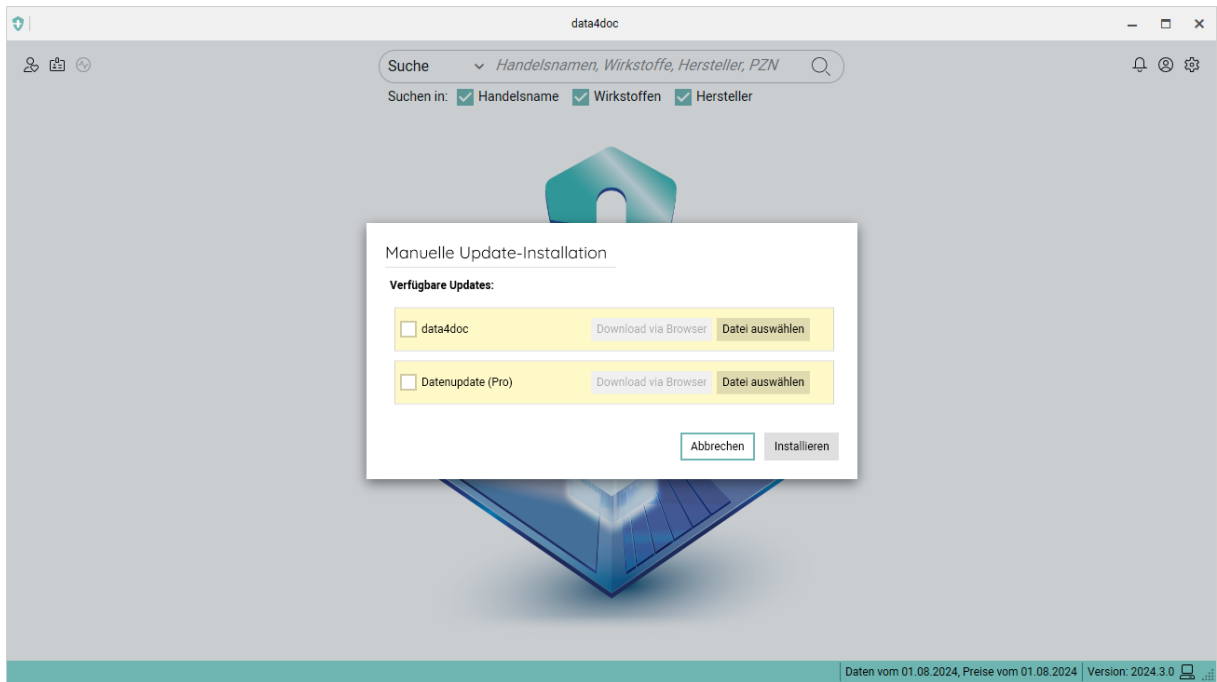 data4doc
Suche Handelsnamen, Wirkstoffe, Hersteller, PZN
Suchen in: Handelsname Wirkstoffen Hersteller
Manuelle Update-Installation
Verfügbare Updates:
data4doc Download via Browser Datei auswählen
Datenupdate (Pro) Download via Browser Datei auswählen
Abbrechen Installieren
Daten vom 01.08.2024, Preise vom 01.08.2024 Version: 2024.3.0